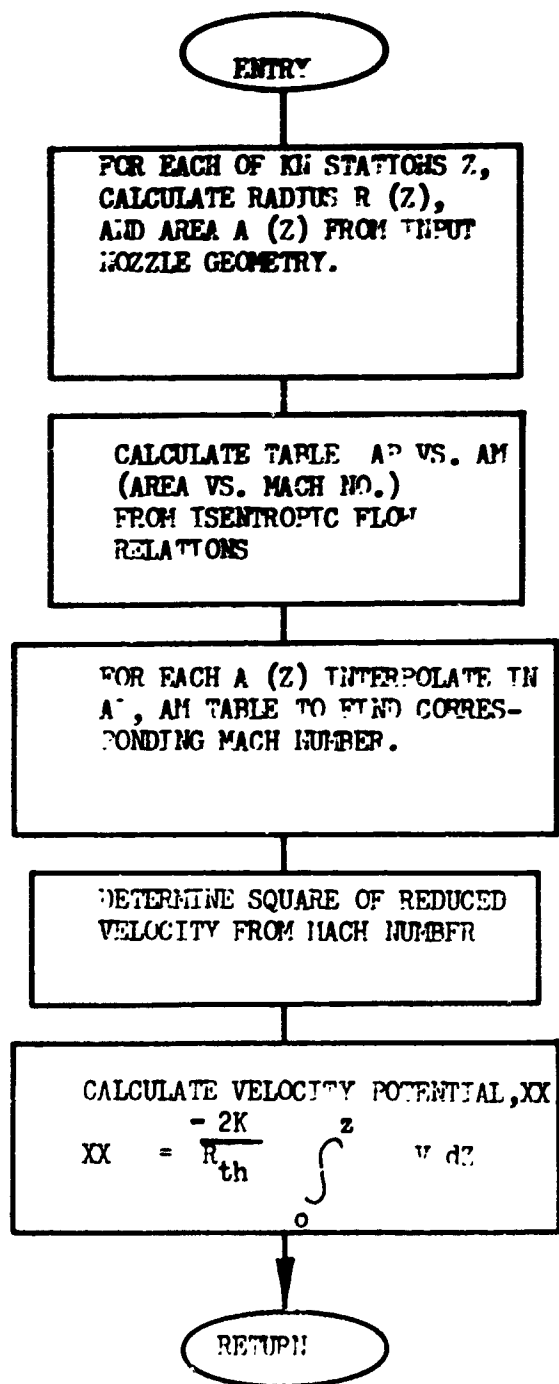 ENTRY
FOR EACH OF KN STATIONS Z,
CALCULATE RADIUS R (Z),
AND AREA A (Z) FROM INPUT
NOZZLE GEOMETRY.
CALCULATE TABLE AP VS. AM
(AREA VS. MACH NO.)
FROM ISENTROPIC FLOW
RELATIONS
FOR EACH A (Z) INTERPOLATE IN
AM TABLE TO FIND CORRES-
PONDING MACH NUMBER.
DETERMINE SQUARE OF REDUCED
VELOCITY FROM MACH NUMBER
CALCULATE VELOCITY POTENTIAL,XX
XX = - 2K / R_th ∫_0^z V dZ
RETURN